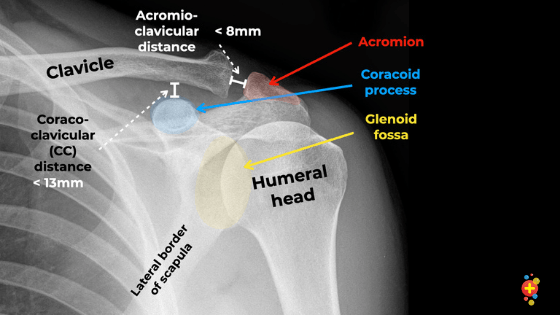 Acromio-
clavicular
distance
< 8mm
Acromion
Clavicle
Coracoid
process
Coraco-
clavicular
(CC)
distance
< 13mm
Glenoid
fossa
Humeral
head
Lateral border
of scapula